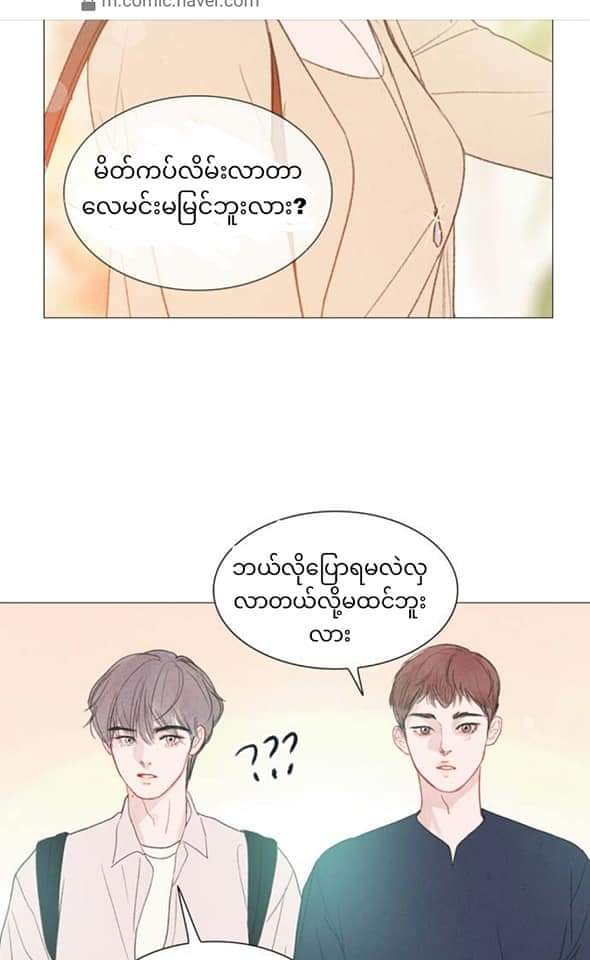 m.comic.naver.com
မိတ်ကပ်လိမ်းလာတာ
လေမင်းမမြင်ဘူးလား?
ဘယ်လိုပြောရမလဲလှ
လာတယ်လို့မထင်ဘူး
လား
???